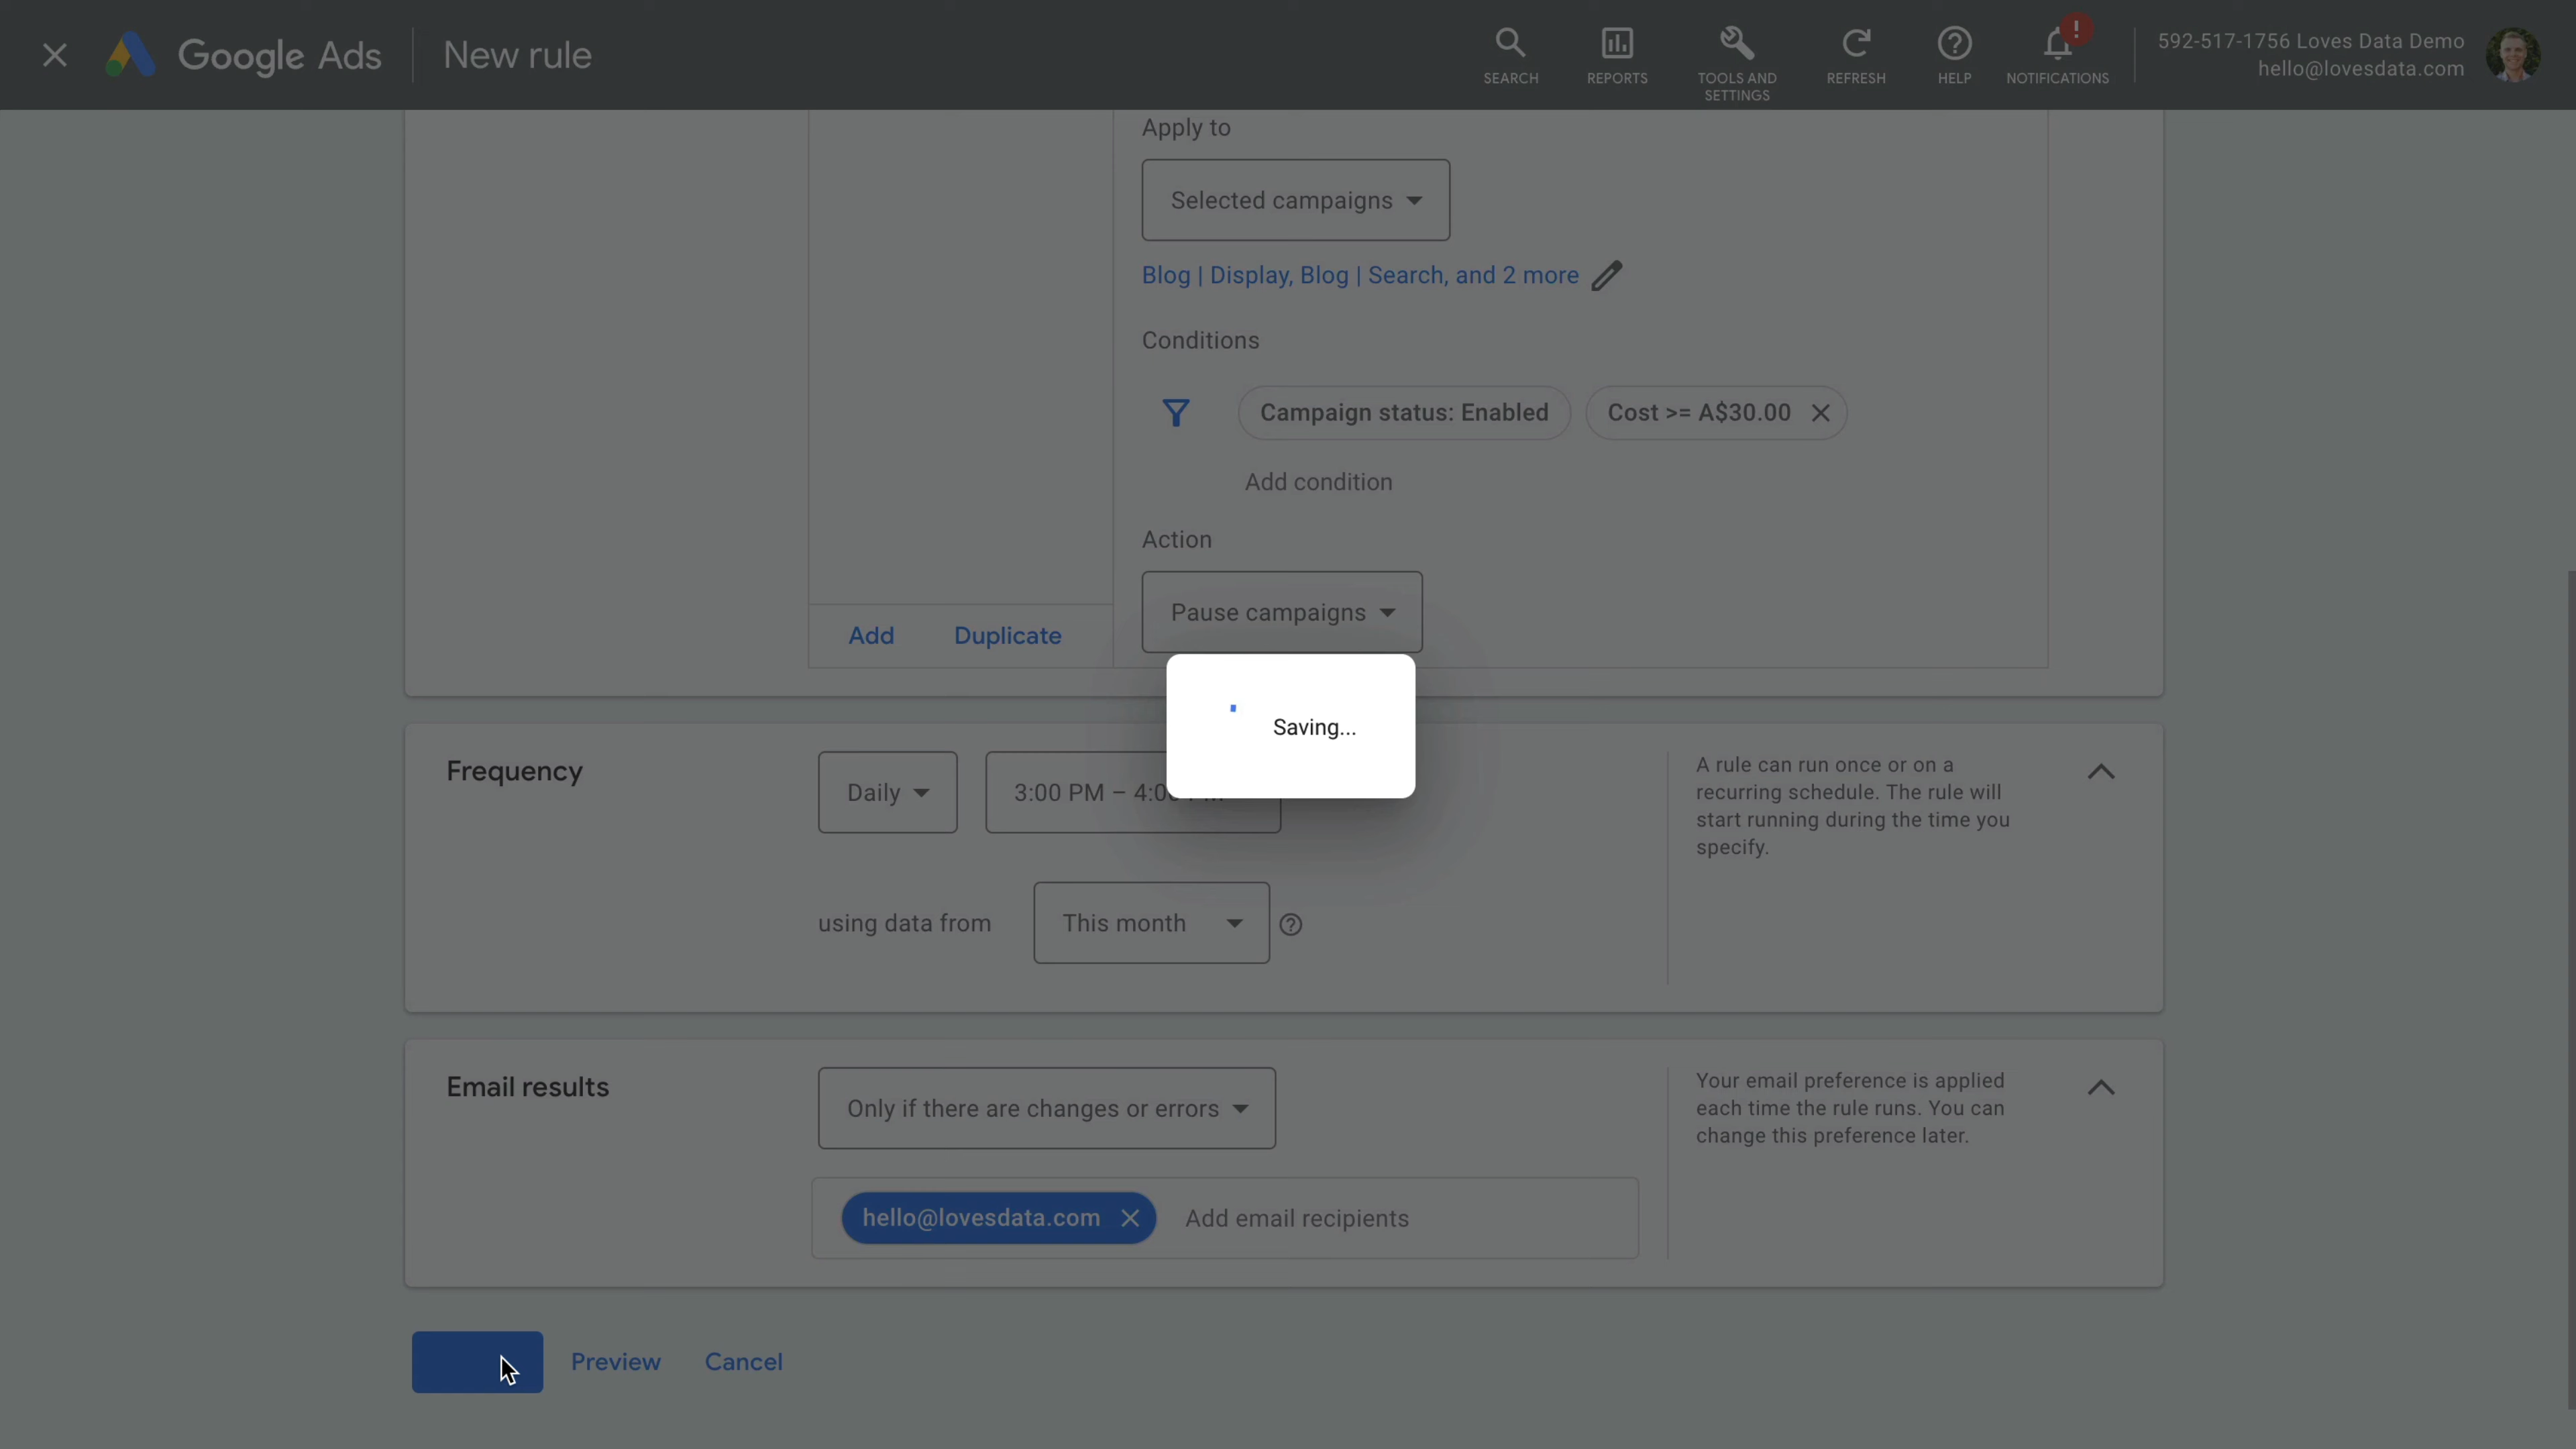 Google Ads
New rule
SEARCH
REPORTS
TOOLS AND
SETTINGS
REFRESH
HELP
NOTIFICATIONS
592-517-1756 Loves Data Demo
hello@lovesdata.com
Apply to
Selected campaigns
Blog | Display, Blog | Search, and 2 more
Conditions
Campaign status: Enabled
Cost >= A$30.00
Add condition
Action
Pause campaigns
Add
Duplicate
Saving...
Frequency
Daily
3:00 PM – 4:00 PM
using data from
This month
A rule can run once or on a
recurring schedule. The rule will
start running during the time you
specify.
Email results
Only if there are changes or errors
hello@lovesdata.com
Add email recipients
Your email preference is applied
each time the rule runs. You can
change this preference later.
Preview
Cancel